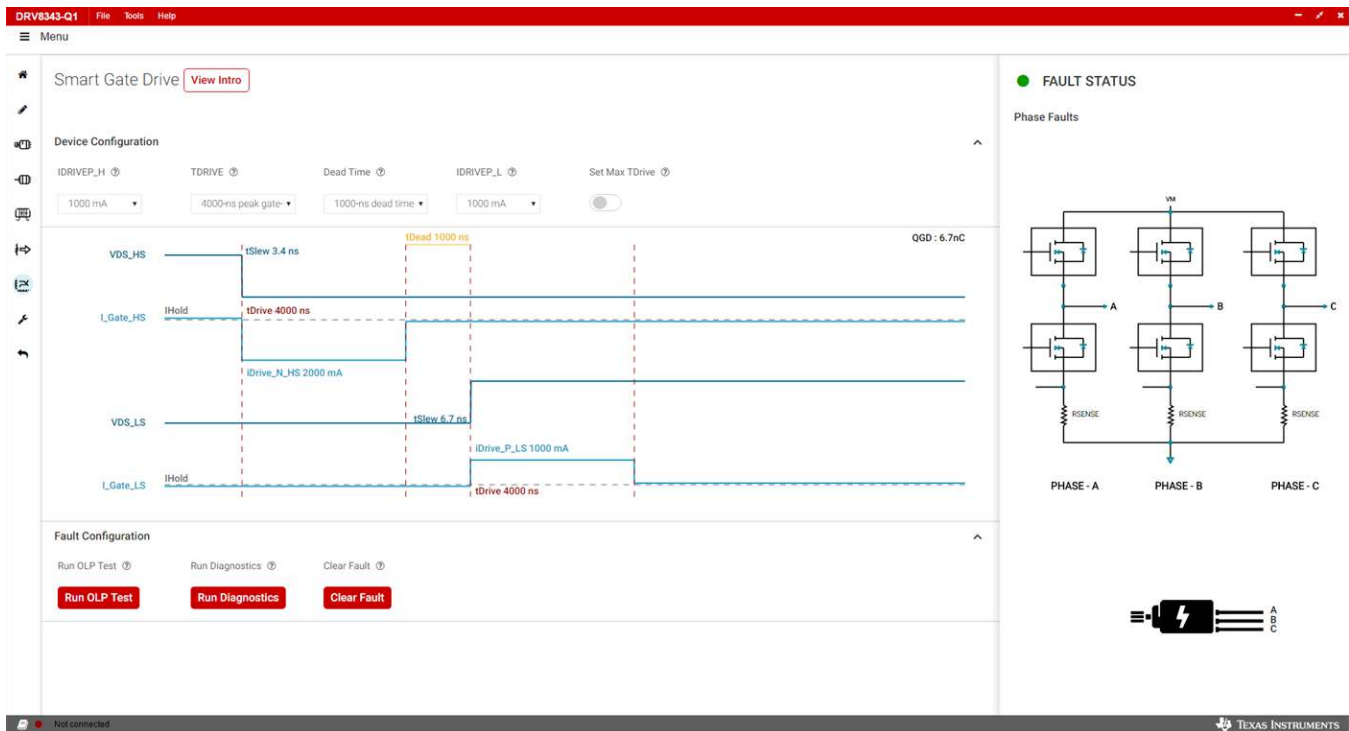 DRV8343-Q1 File Tools Help
Menu
Smart Gate Drive View Intro
Device Configuration
IDRIVEP_H TDRIVE Dead Time IDRIVEP_L Set Max TDrive
1000 mA 4000-ns peak gate- 1000-ns dead time 1000 mA
tDead 1000 ns
QGD : 6.7nC
VDS_HS tSlew 3.4 ns
I_Gate_HS IHold tDrive 4000 ns
iDrive_N_HS 2000 mA
VDS_LS tSlew 6.7 ns
iDrive_P_LS 1000 mA
I_Gate_LS IHold
tDrive 4000 ns
Fault Configuration
Run OLP Test Run Diagnostics Clear Fault
Run OLP Test Run Diagnostics Clear Fault
FAULT STATUS
Phase Faults
VM
A B C
RSENSE RSENSE RSENSE
PHASE - A PHASE - B PHASE - C
A
B
C
Not connected
TEXAS INSTRUMENTS